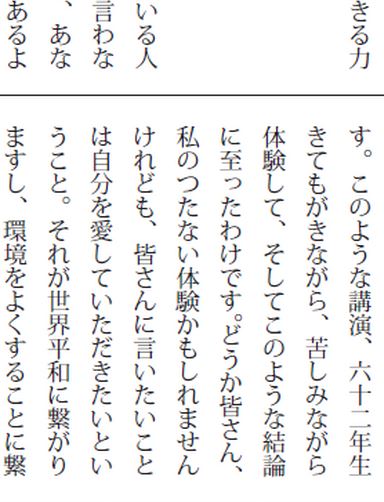 きる力
いる人
言わな
、あな
あるよ
す。このような講演、六十二年生
きてもがきながら、苦しみながら
体験して、そしてこのような結論
に至ったわけです。どうか皆さん、
私のつたない体験かもしれません
けれども、皆さんに言いたいこと
は自分を愛していただきたいとい
うこと。それが世界平和に繋がり
ますし、環境をよくすることに繋